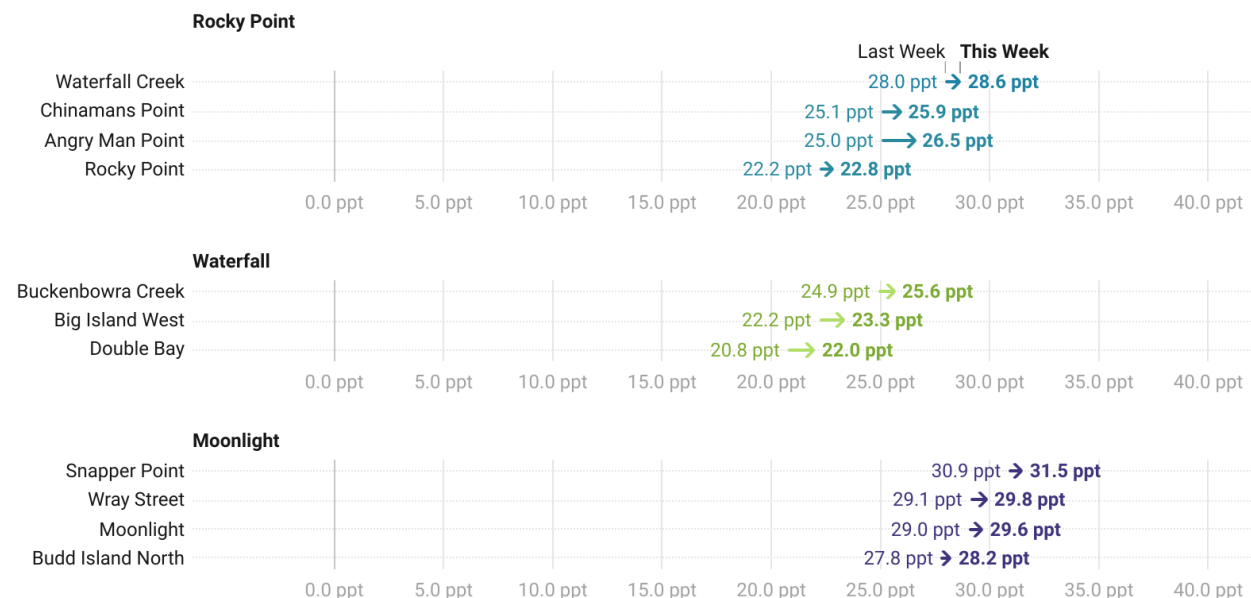 Rocky Point
Last Week This Week
Waterfall Creek 28.0 ppt → 28.6 ppt
Chinamans Point 25.1 ppt → 25.9 ppt
Angry Man Point 25.0 ppt → 26.5 ppt
Rocky Point 22.2 ppt → 22.8 ppt
0.0 ppt 5.0 ppt 10.0 ppt 15.0 ppt 20.0 ppt 25.0 ppt 30.0 ppt 35.0 ppt 40.0 ppt
Waterfall
Buckenbowra Creek 24.9 ppt → 25.6 ppt
Big Island West 22.2 ppt → 23.3 ppt
Double Bay 20.8 ppt → 22.0 ppt
0.0 ppt 5.0 ppt 10.0 ppt 15.0 ppt 20.0 ppt 25.0 ppt 30.0 ppt 35.0 ppt 40.0 ppt
Moonlight
Snapper Point 30.9 ppt → 31.5 ppt
Wray Street 29.1 ppt → 29.8 ppt
Moonlight 29.0 ppt → 29.6 ppt
Budd Island North 27.8 ppt → 28.2 ppt
0.0 ppt 5.0 ppt 10.0 ppt 15.0 ppt 20.0 ppt 25.0 ppt 30.0 ppt 35.0 ppt 40.0 ppt